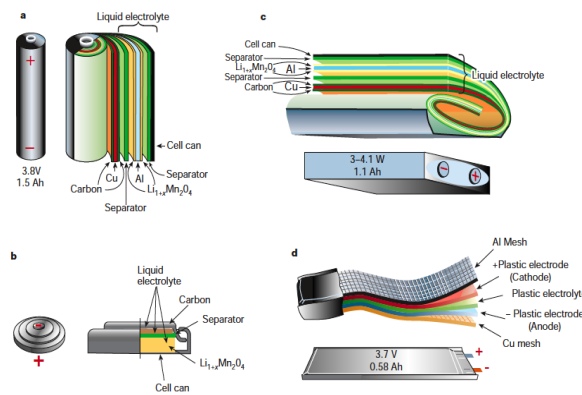 a
Liquid electrolyte
+
–
3.8V
1.5 Ah
Cell can
Separator
Cu
Al
Carbon
Li1+xMn2O4
Separator
c
Cell can
Separator
Li1+xMn2O4
Al
Separator
Carbon
Cu
Liquid electrolyte
3–4.1 W
1.1 Ah
–
+
b
Liquid
electrolyte
Carbon
Separator
Li1+xMn2O4
Cell can
+
d
Al Mesh
+Plastic electrode
(Cathode)
Plastic electrolyte
– Plastic electrode
(Anode)
Cu mesh
3.7 V
0.58 Ah
+
-